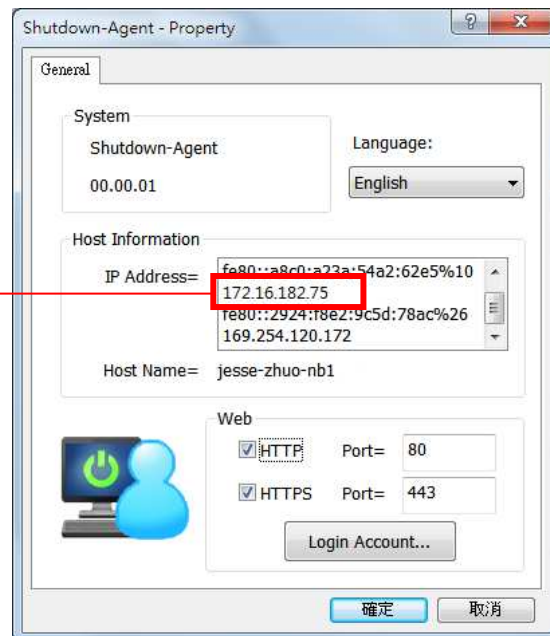 Shutdown-Agent - Property
General
System
Shutdown-Agent
00.00.01
Language:
English
Host Information
IP Address=
fe80::a8c0:a23a:54a2:62e5%10
172.16.182.75
fe80::2924:f8e2:9c5d:78ac%26
169.254.120.172
Host Name= jesse-zhuo-nb1
Web
HTTP Port= 80
HTTPS Port= 443
Login Account...
確定 取消